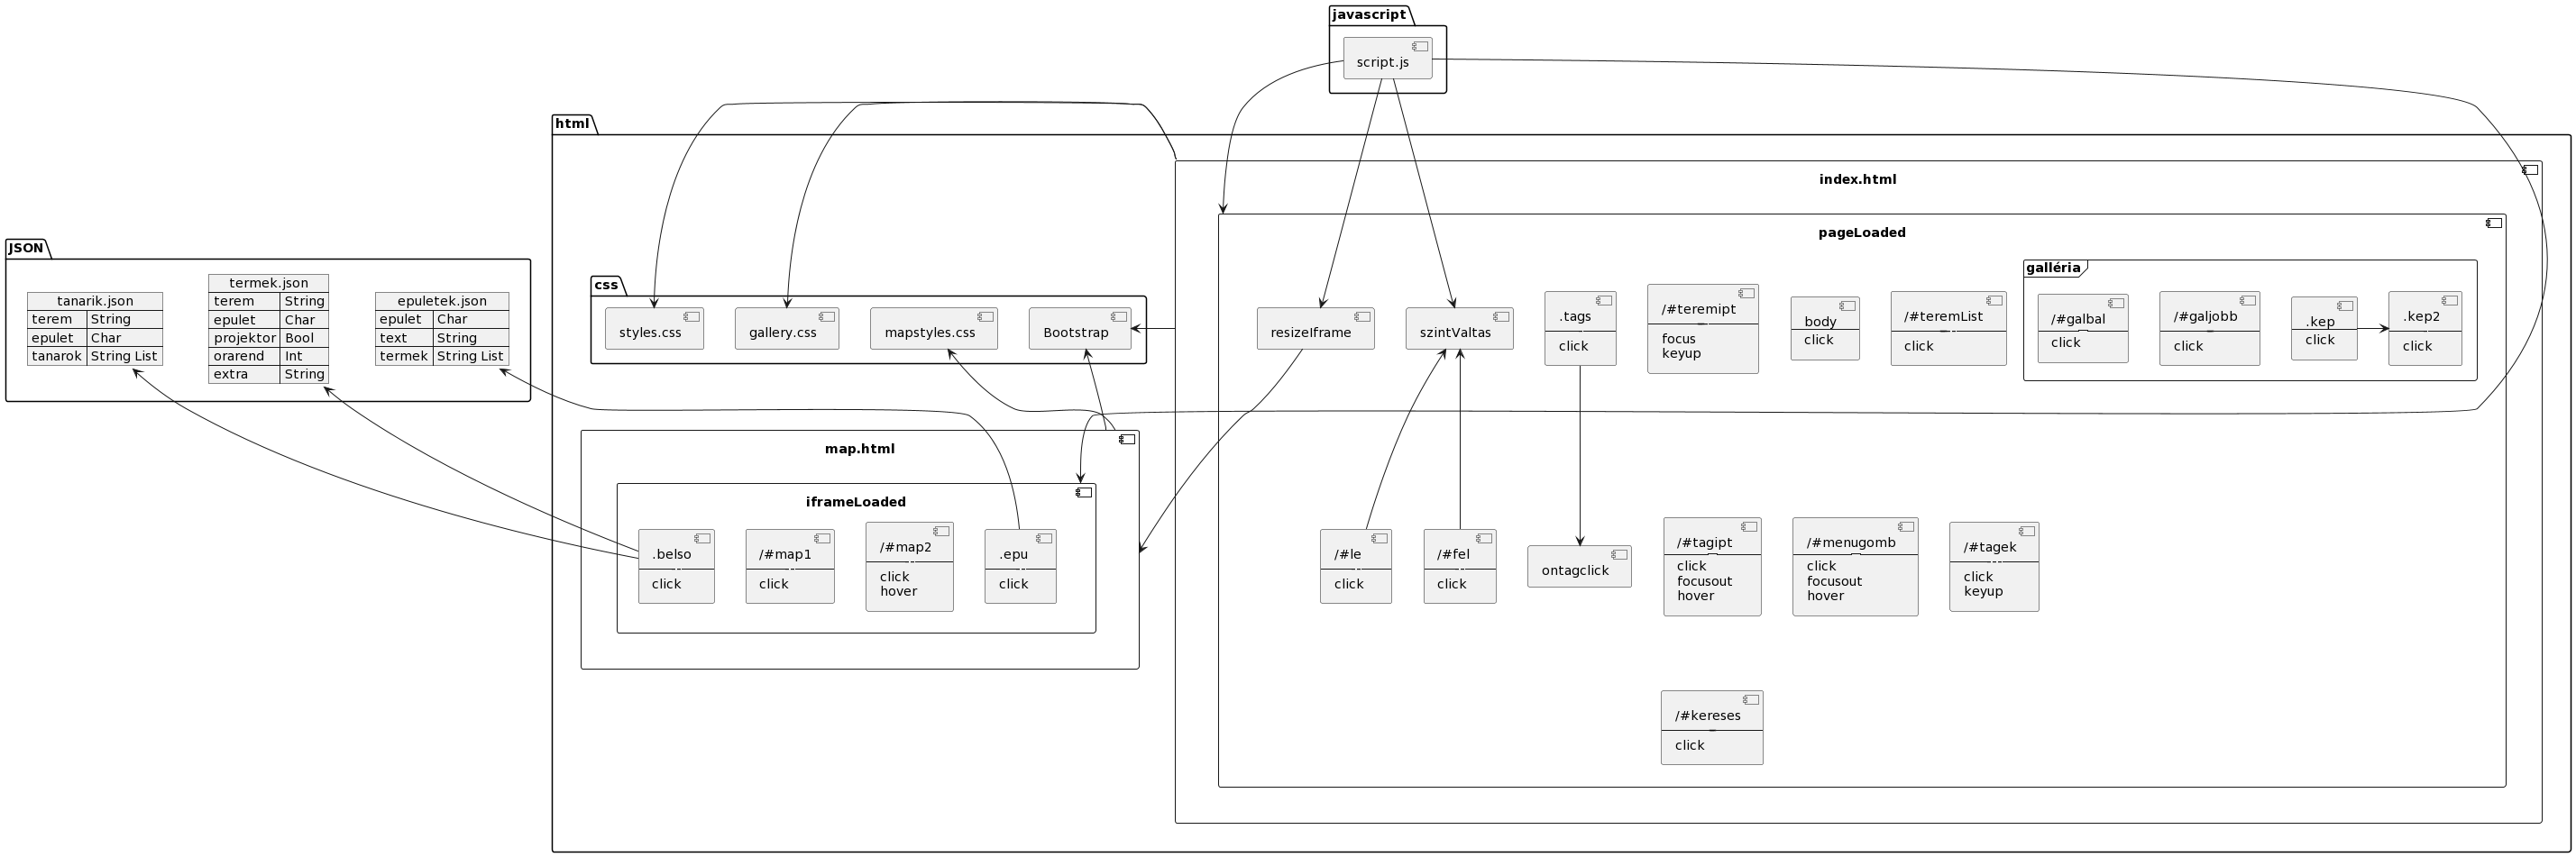 javascript
script.js
html
index.html
pageLoaded
galléria
/#galbal
click
/#galjobb
click
.kep
click
.kep2
click
resizeIframe
szintValtas
.tags
click
/#teremipt
focus
keyup
body
click
/#teremList
click
JSON
tanarik.json
terem String
epulet Char
tanarok String List
termek.json
terem String
epulet Char
projektor Bool
orarend Int
extra String
epuletek.json
epulet Char
text String
termek String List
css
styles.css
gallery.css
mapstyles.css
Bootstrap
map.html
iframeLoaded
.belso
click
/#map1
click
/#map2
click
hover
.epu
click
/#le
click
/#fel
click
ontagclick
/#tagipt
click
focusout
hover
/#menugomb
click
focusout
hover
/#tagek
click
keyup
/#kereses
click